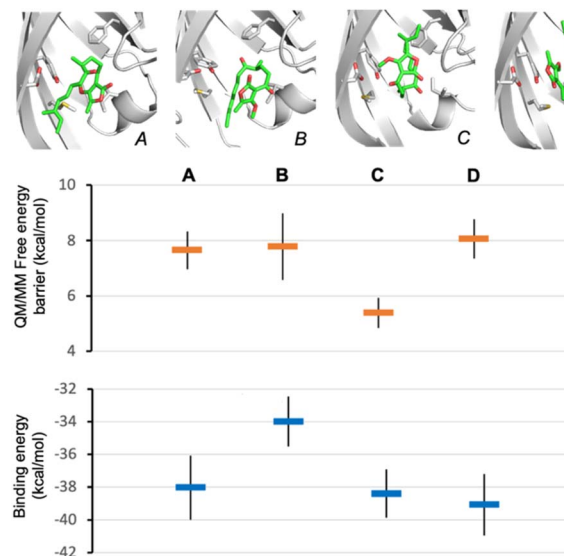 A
B
C
A
B
C
D
QM/MM Free energy
barrier (kcal/mol)
10
8
6
4
Binding energy
(kcal/mol)
-32
-34
-36
-38
-40
-42